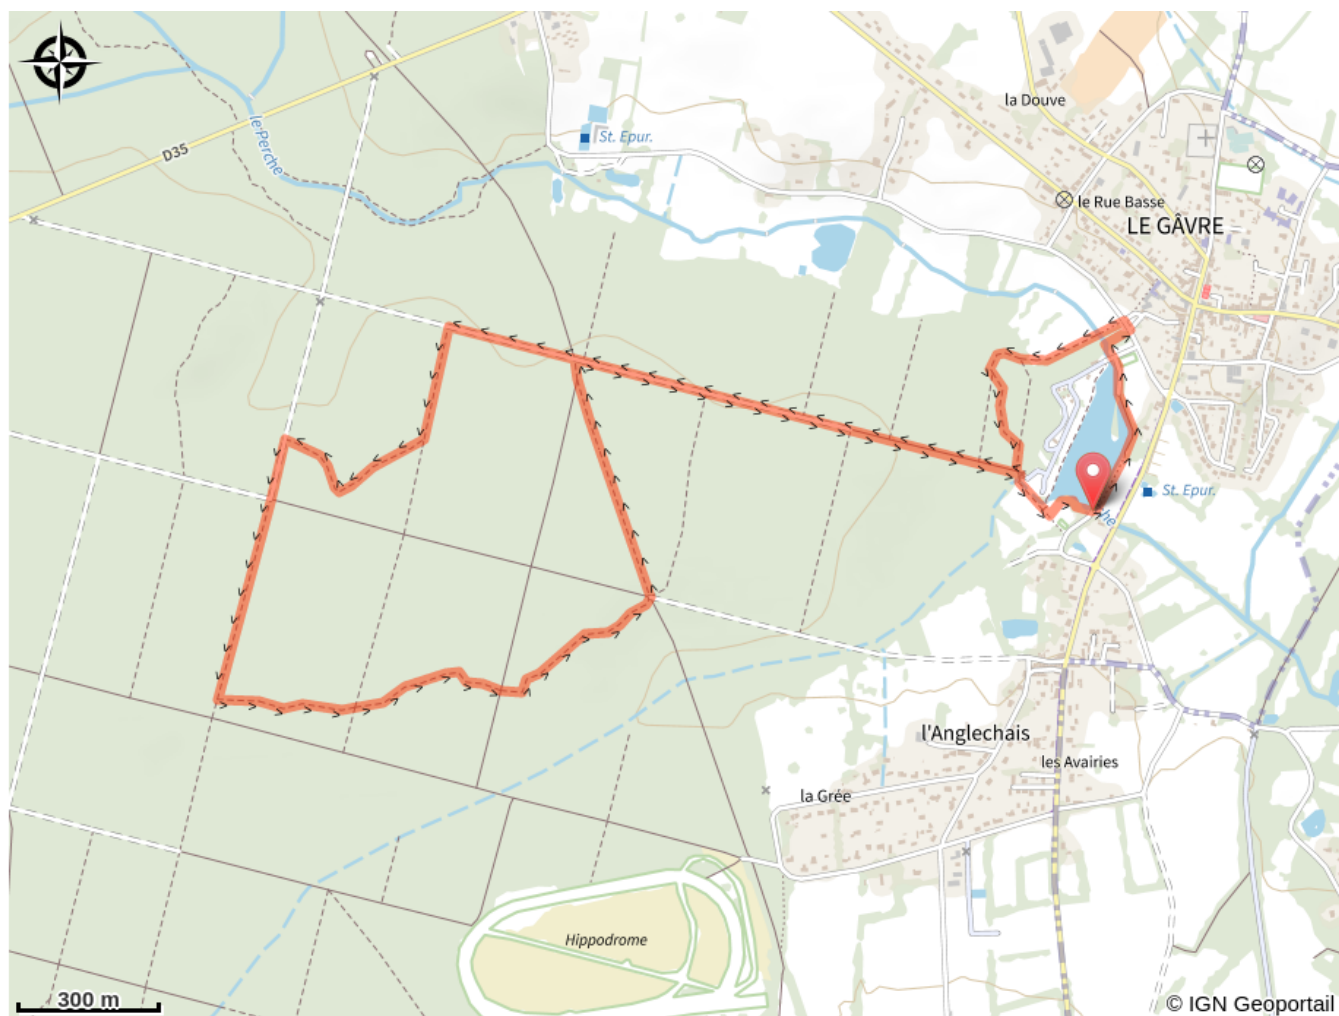 la Douve
St. Epur.
le Perche
D35
le Rue Basse
LE GÂVRE
St. Epur.
he
l'Anglechais
les Avairies
la Grée
Hippodrome
300 m
© IGN Geoportail